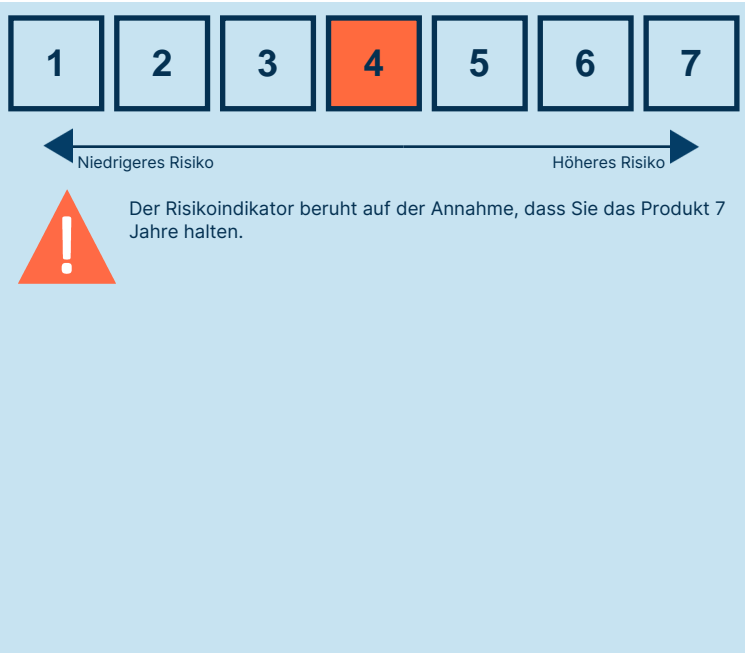 1 2 3 4 5 6 7
Niedrigeres Risiko Höheres Risiko
Der Risikoindikator beruht auf der Annahme, dass Sie das Produkt 7
Jahre halten.